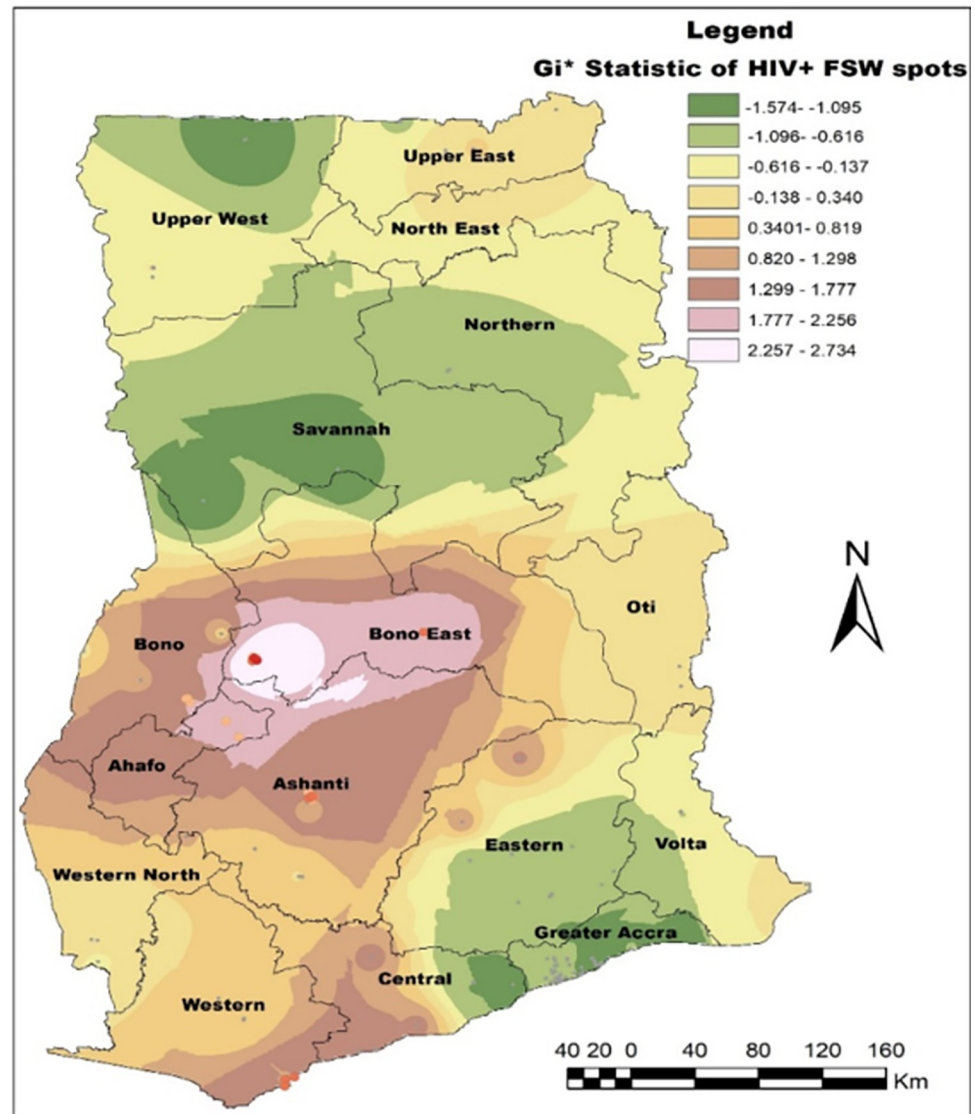 Legend
Gi* Statistic of HIV+ FSW spots
-1.574- -1.095
-1.096- -0.616
-0.616 - -0.137
-0.138 - 0.340
0.3401- 0.819
0.820 - 1.298
1.299 - 1.777
1.777 - 2.256
2.257 - 2.734
Upper East
Upper West
North East
Northern
Savannah
N
Oti
Bono
Bono East
Ahafo
Ashanti
Eastern
Volta
Western North
Greater Accra
Central
Western
40 20 0 40 80 120 160
Km